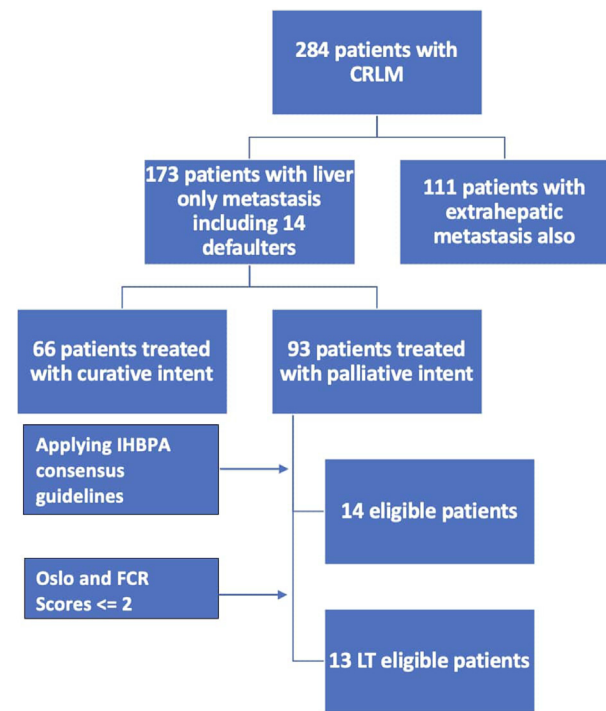 284 patients with
CRLM
173 patients with liver
only metastasis
including 14
defaulters
111 patients with
extrahepatic
metastasis also
66 patients treated
with curative intent
93 patients treated
with palliative intent
Applying IHBPA
consensus
guidelines
14 eligible patients
Oslo and FCR
Scores <= 2
13 LT eligible patients